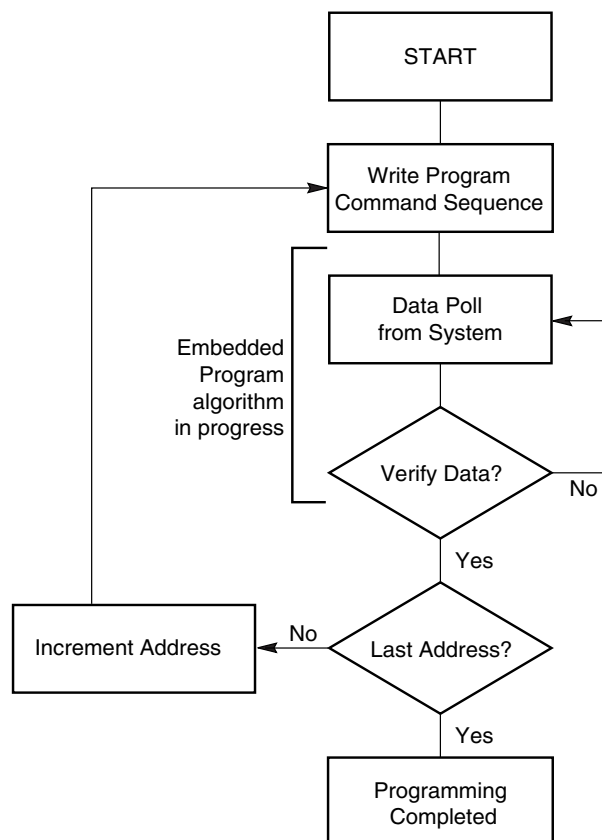 START
Write Program
Command Sequence
Data Poll
from System
Embedded
Program
algorithm
in progress
Verify Data?
No
Yes
Increment Address
No
Last Address?
Yes
Programming
Completed